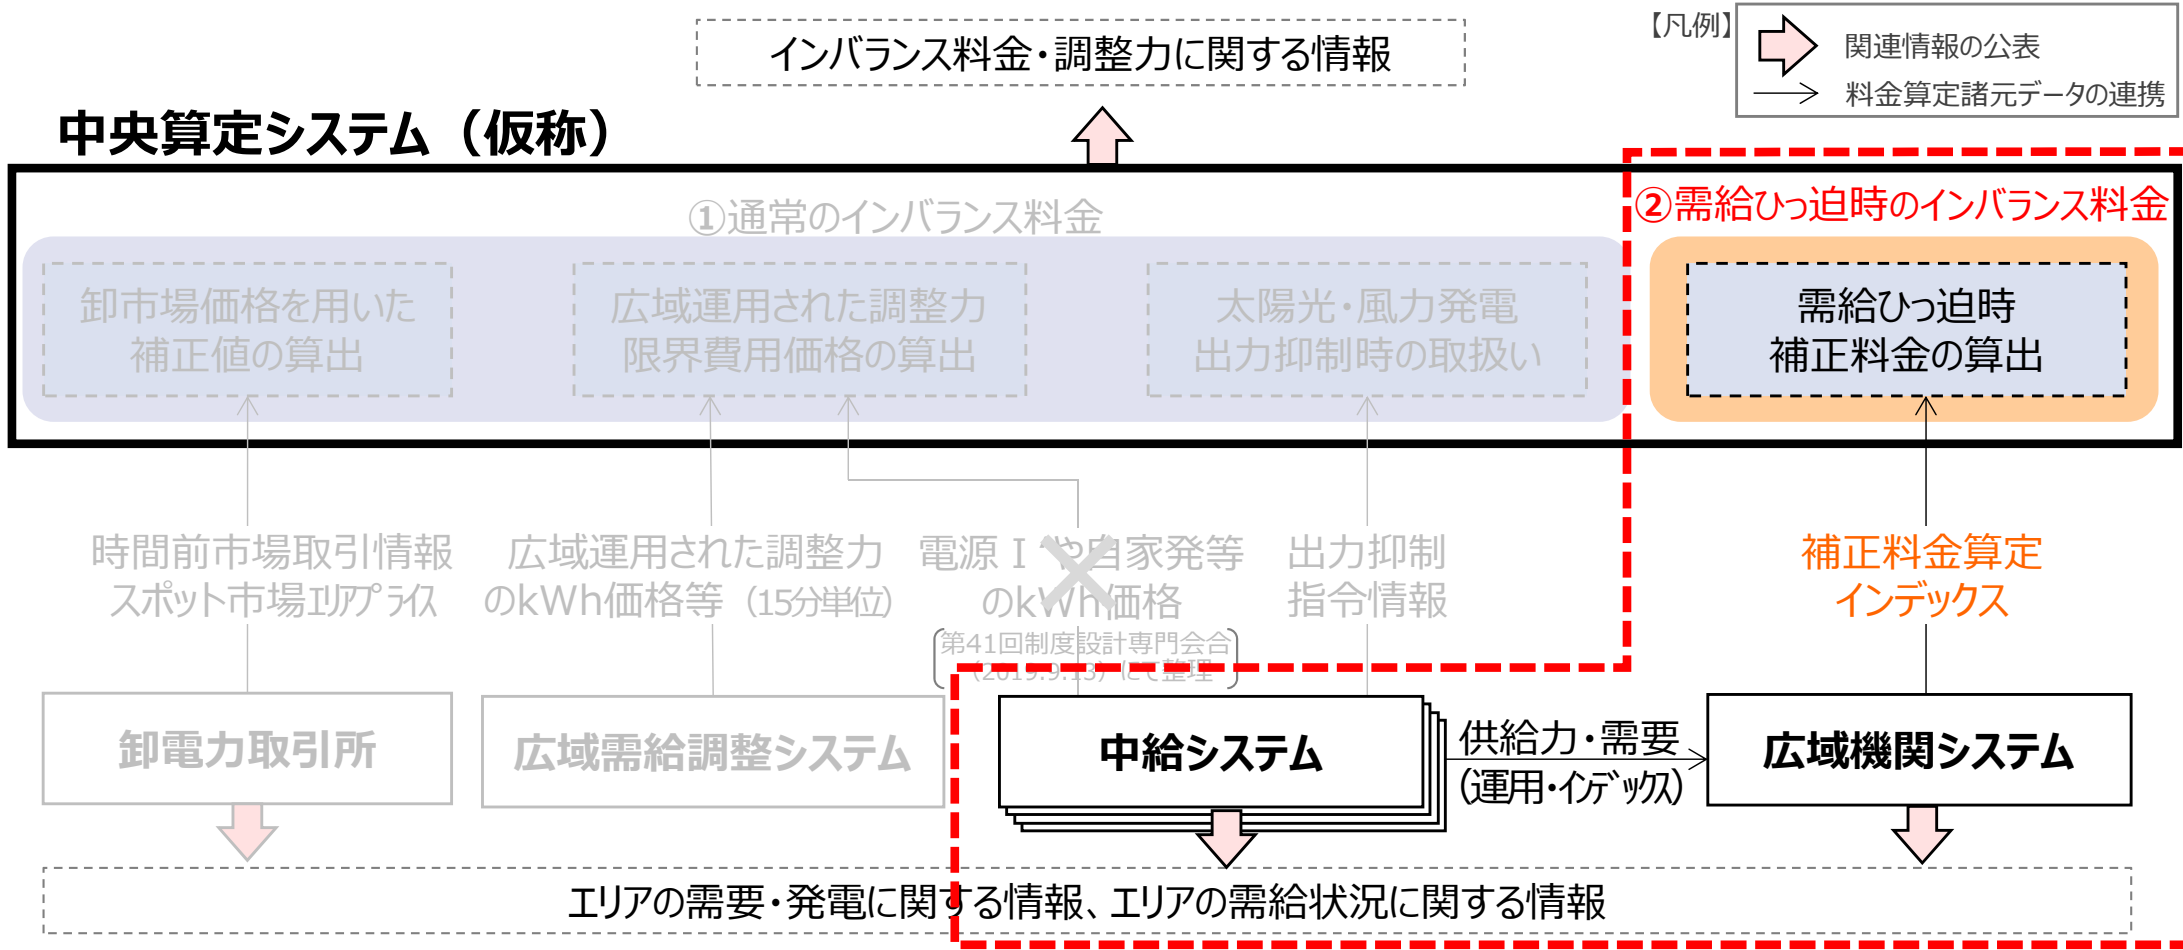 インバランス料金・調整力に関する情報
【凡例】
関連情報の公表
料金算定諸元データの連携
中央算定システム（仮称）
①通常のインバランス料金
②需給ひっ迫時のインバランス料金
卸市場価格を用いた
補正値の算出
広域運用された調整力
限界費用価格の算出
太陽光・風力発電
出力抑制時の取扱い
需給ひっ迫時
補正料金の算出
時間前市場取引情報
スポット市場エリアプライス
広域運用された調整力
のkWh価格等（15分単位）
電源Ⅰや自家発等
のkWh価格
第41回制度設計専門会合
（2019.9.13）にて整理
出力抑制
指令情報
補正料金算定
インデックス
卸電力取引所
広域需給調整システム
中給システム
供給力・需要
（運用・インデックス）
広域機関システム
エリアの需要・発電に関する情報、エリアの需給状況に関する情報